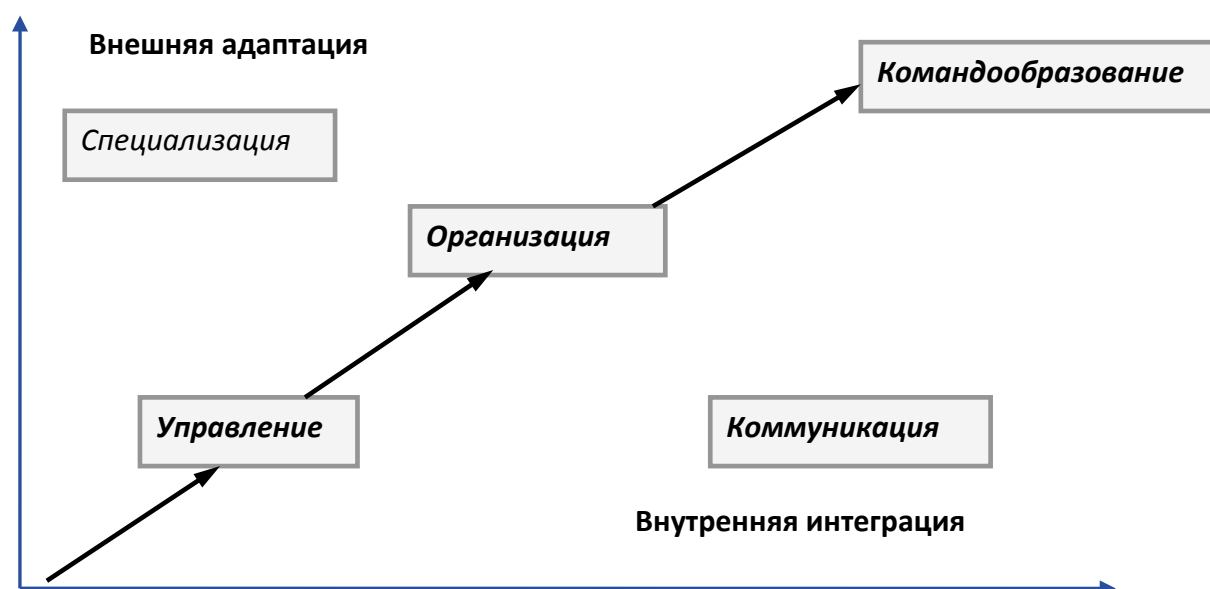 Внешняя адаптация
Командообразование
Специализация
Организация
Управление
Коммуникация
Внутренняя интеграция